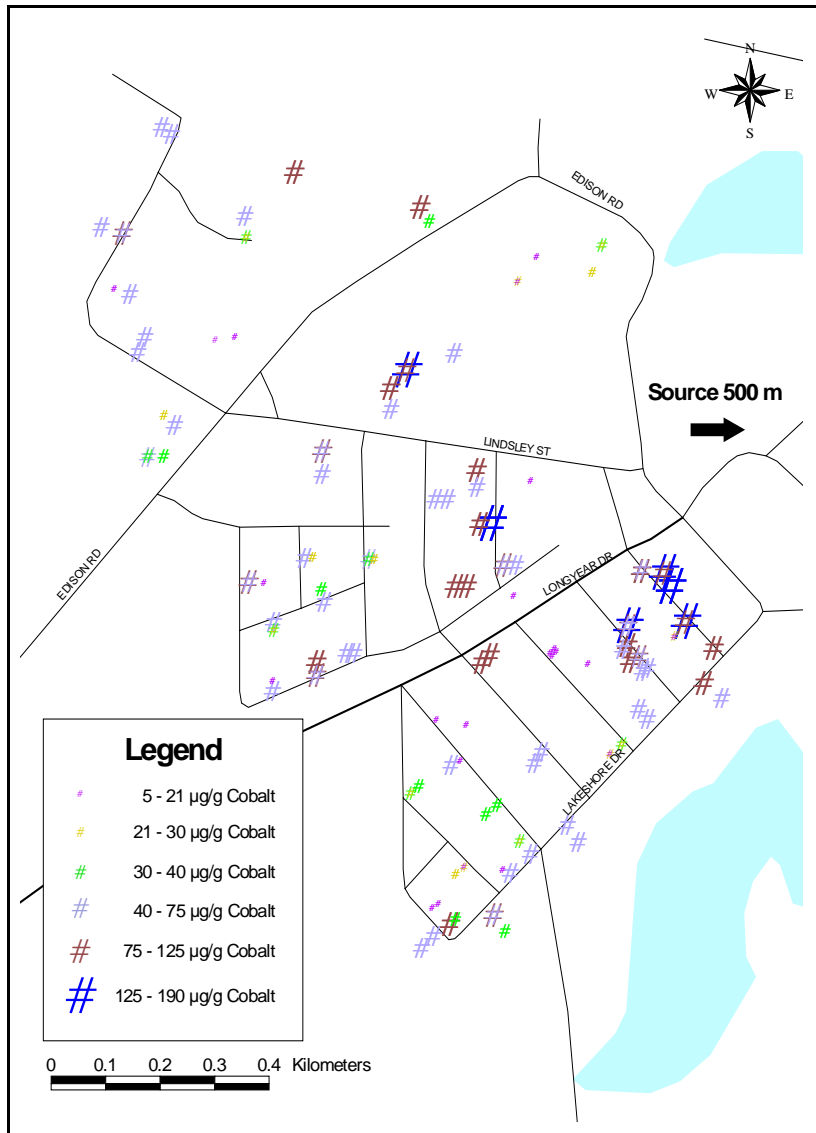 N
W E
S
EDISON RD
Source 500 m
LINDSLEY ST
EDISON RD
LONGYEAR DR
LAKESHORE DR
Legend
5 - 21 µg/g Cobalt
21 - 30 µg/g Cobalt
30 - 40 µg/g Cobalt
40 - 75 µg/g Cobalt
75 - 125 µg/g Cobalt
125 - 190 µg/g Cobalt
0 0.1 0.2 0.3 0.4 Kilometers